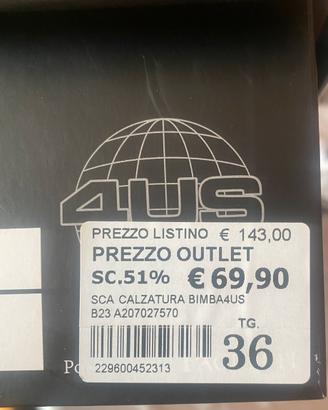 4US
PREZZO LISTINO € 143,00
PREZZO OUTLET
SC.51% € 69,90
SCA CALZATURA BIMBA4US
B23 A207027570
TG.
36
229600452313